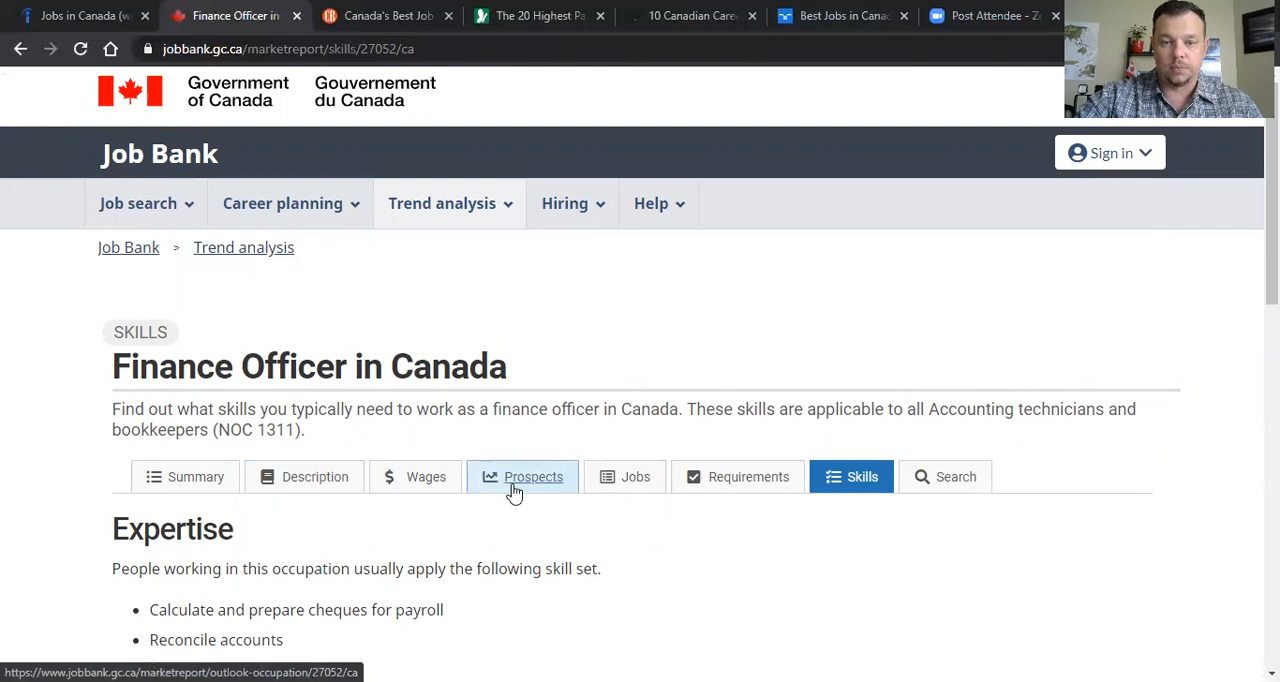 Jobs in Canada (w
Finance Officer in
Canada's Best Job
The 20 Highest Pa
10 Canadian Care
Best Jobs in Cana
Post Attendee - Z
jobbank.gc.ca/marketreport/skills/27052/ca
Government of Canada
Gouvernement du Canada
Job Bank
Sign in
Job search
Career planning
Trend analysis
Hiring
Help
Job Bank > Trend analysis
SKILLS
Finance Officer in Canada
Find out what skills you typically need to work as a finance officer in Canada. These skills are applicable to all Accounting technicians and
bookkeepers (NOC 1311).
Summary
Description
$ Wages
Prospects
Jobs
Requirements
Skills
Search
Expertise
People working in this occupation usually apply the following skill set.
• Calculate and prepare cheques for payroll
• Reconcile accounts
https://www.jobbank.gc.ca/marketreport/outlook-occupation/27052/ca